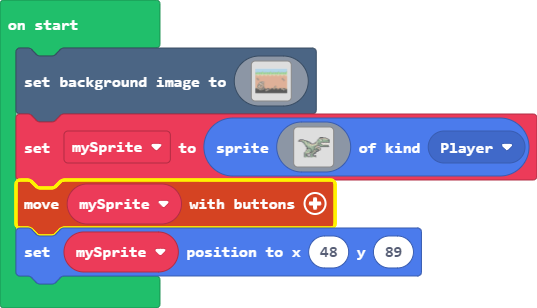 on start
set background image to
set mySprite to sprite of kind Player
move mySprite with buttons
set mySprite position to x 48 y 89